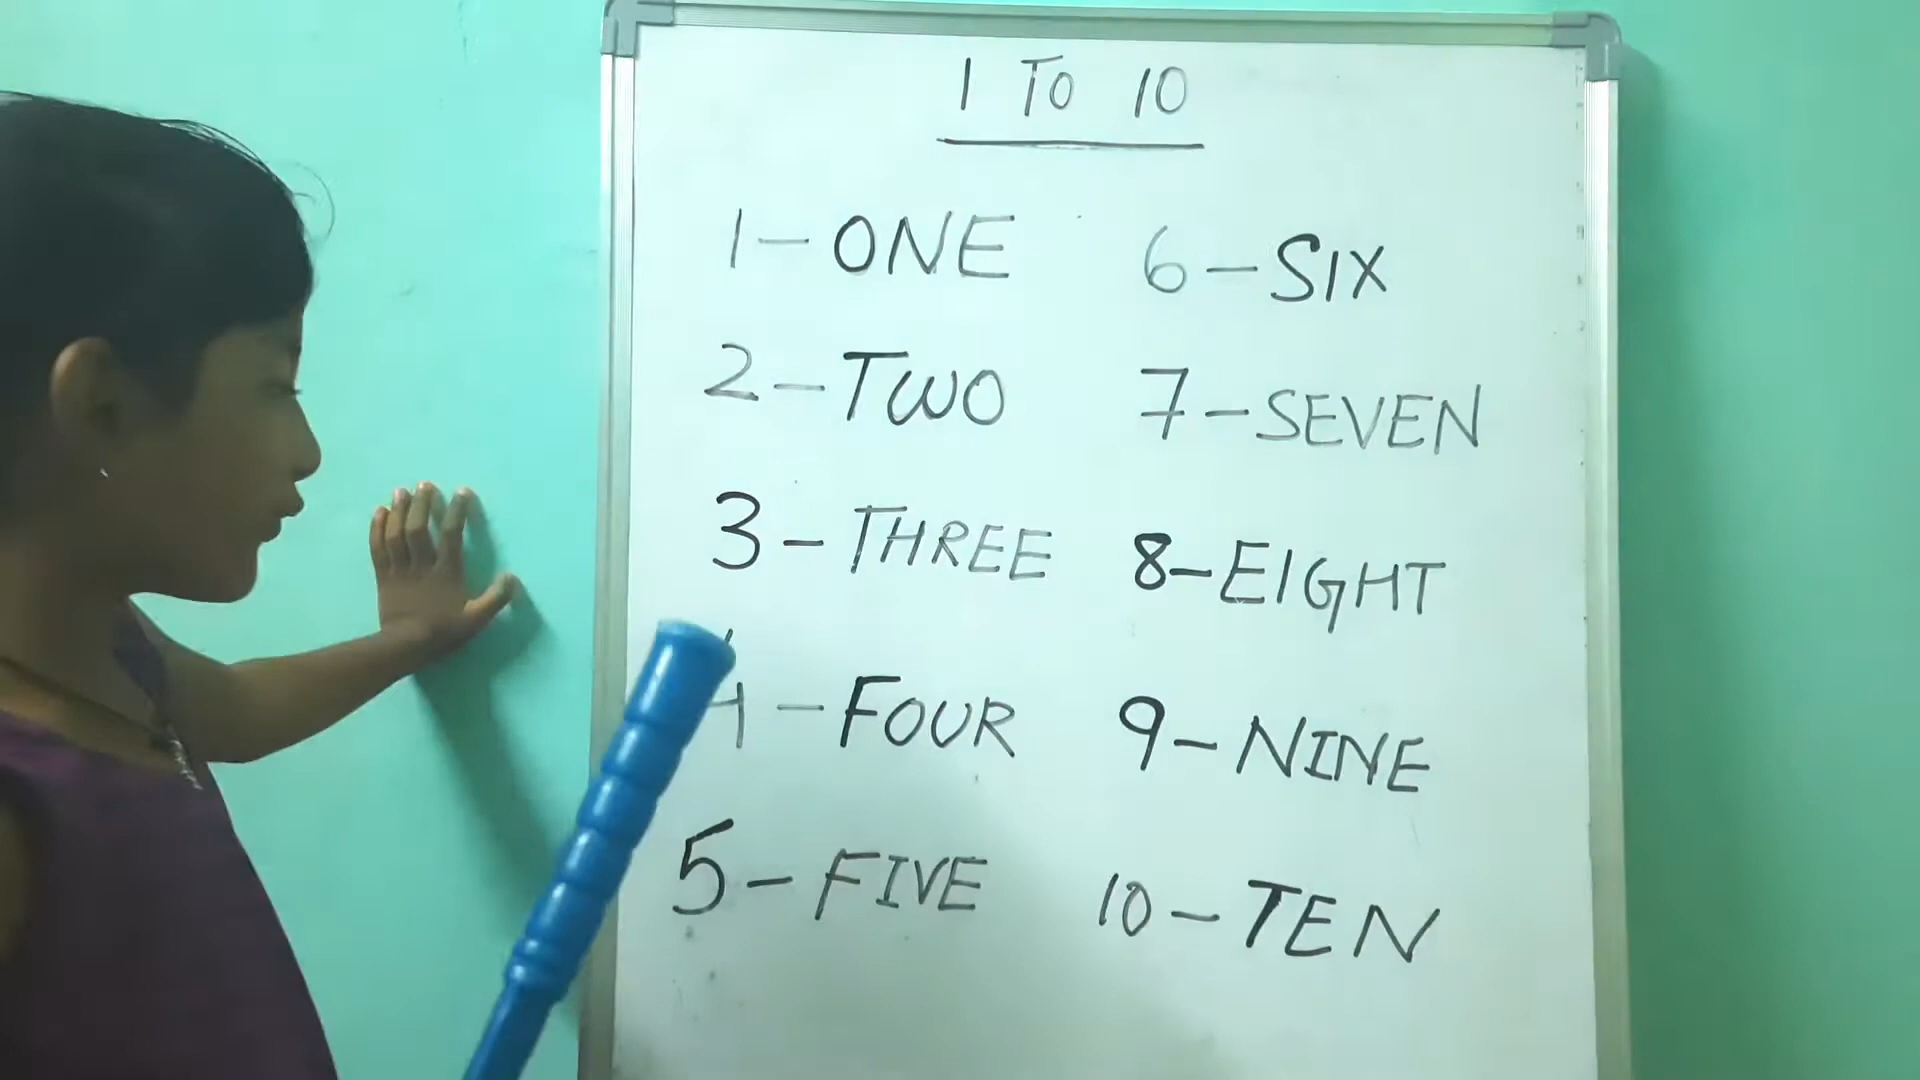 1 TO 10
1 - ONE
2 - TWO
3 - THREE
4 - FOUR
5 - FIVE
6 - SIX
7 - SEVEN
8 - EIGHT
9 - NINE
10 - TEN